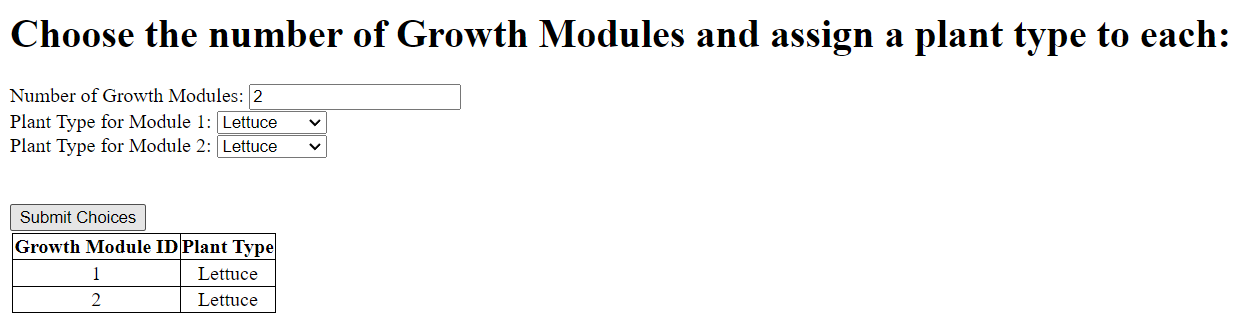 Choose the number of Growth Modules and assign a plant type to each:
Number of Growth Modules: 2
Plant Type for Module 1: Lettuce
Plant Type for Module 2: Lettuce
Submit Choices
Growth Module ID Plant Type
1 Lettuce
2 Lettuce